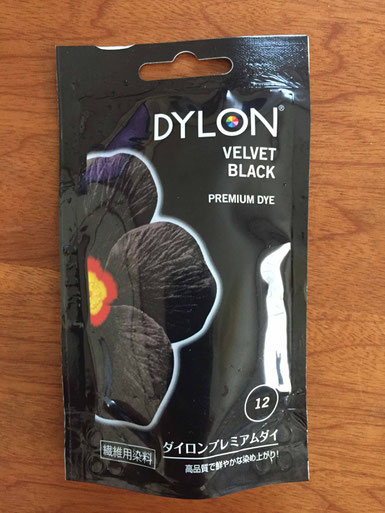 DYLON®
VELVET
BLACK
PREMIUM DYE
12
繊維用染料
ダイロンプレミアムダイ
高品質で鮮やかな染め上がり!